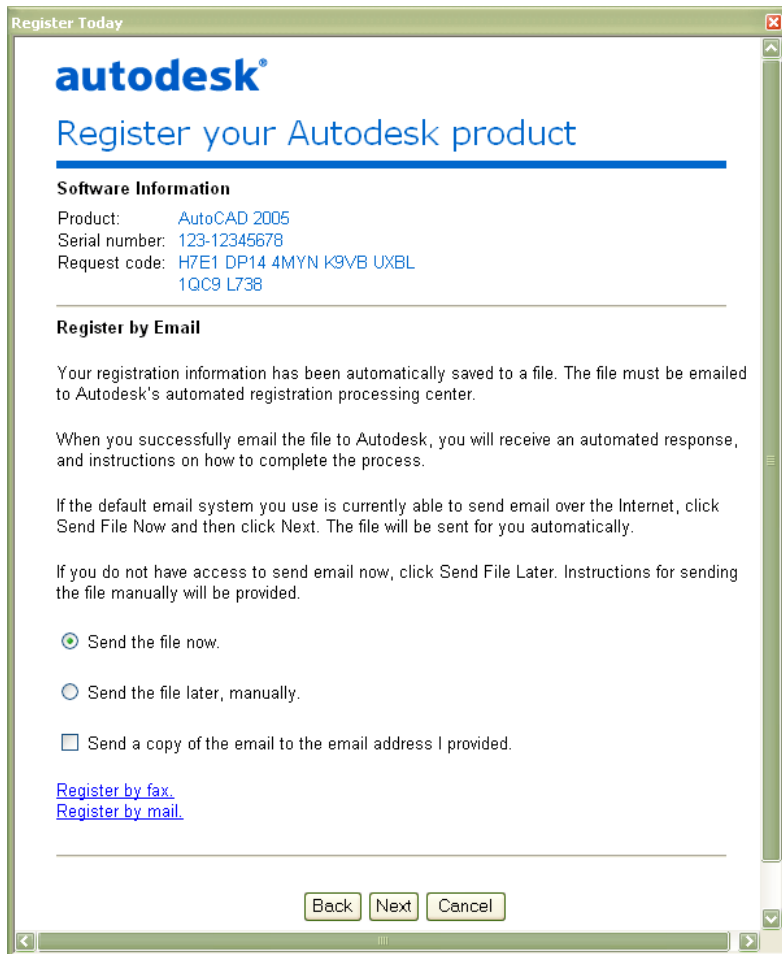 Register Today
autodesk®
Register your Autodesk product
Software Information
Product: AutoCAD 2005
Serial number: 123-12345678
Request code: H7E1 DP14 4MYN K9VB UXBL
1QC9 L738
Register by Email
Your registration information has been automatically saved to a file. The file must be emailed
to Autodesk's automated registration processing center.
When you successfully email the file to Autodesk, you will receive an automated response,
and instructions on how to complete the process.
If the default email system you use is currently able to send email over the Internet, click
Send File Now and then click Next. The file will be sent for you automatically.
If you do not have access to send email now, click Send File Later. Instructions for sending
the file manually will be provided.
Send the file now.
Send the file later, manually.
Send a copy of the email to the email address I provided.
Register by fax.
Register by mail.
Back Next Cancel